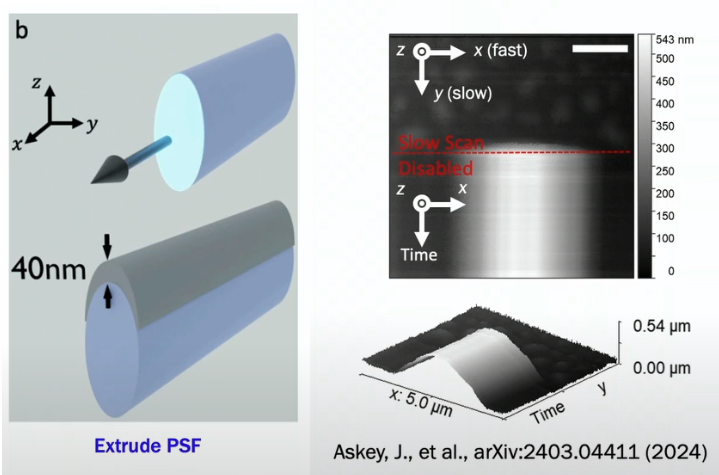 b
z
y
x
40nm
Extrude PSF
z
x (fast)
y (slow)
Slow Scan
Disabled
z
x
Time
543 nm
500
450
400
350
300
250
200
150
100
0
0.54 µm
0.00 µm
x: 5.0 µm
Time
y
Askey, J., et al., arXiv:2403.04411 (2024)